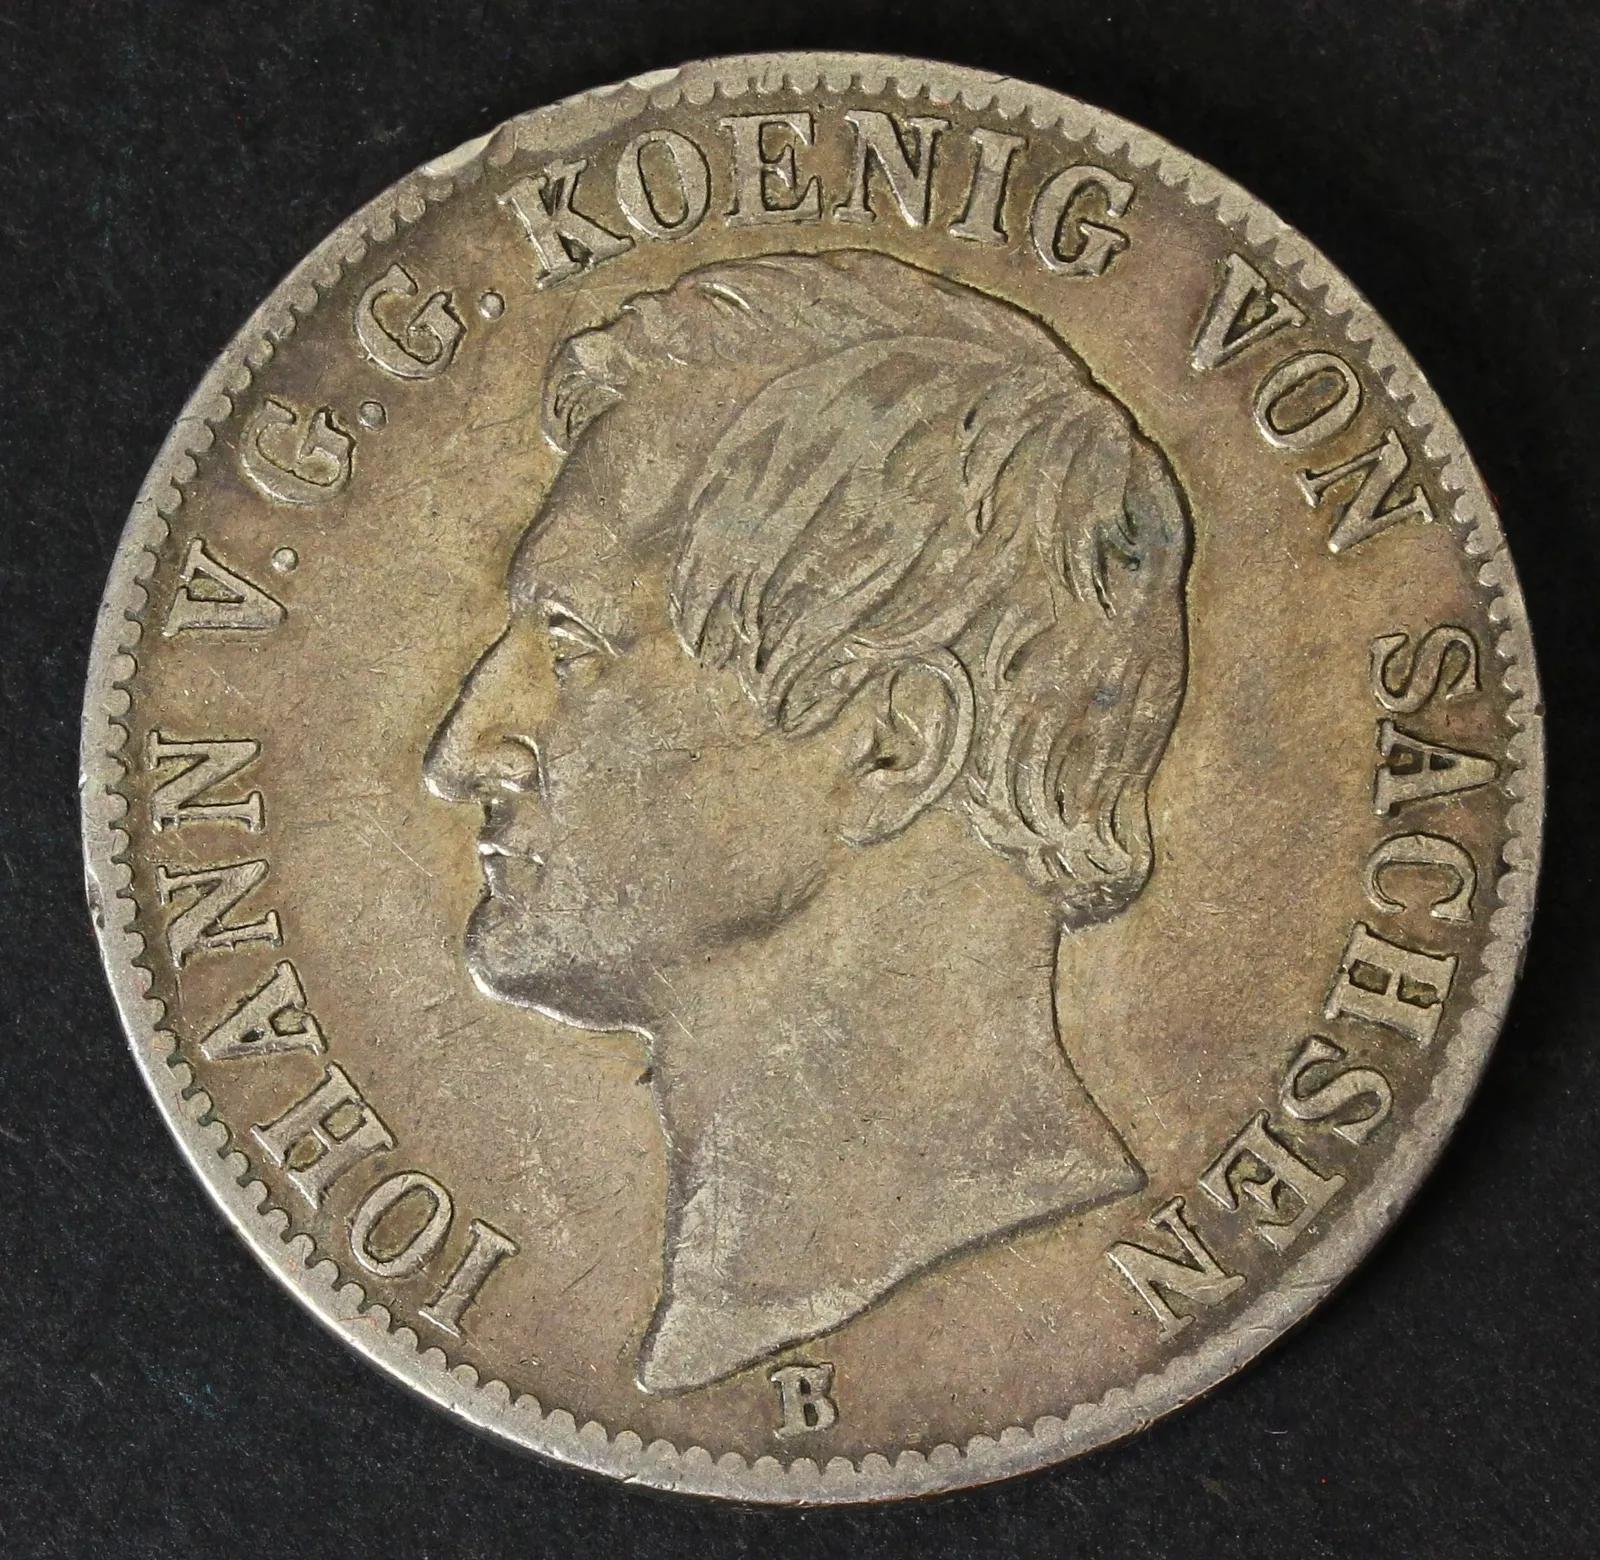 IOHANN V. G. G. KOENIG VON SACHSEN
B